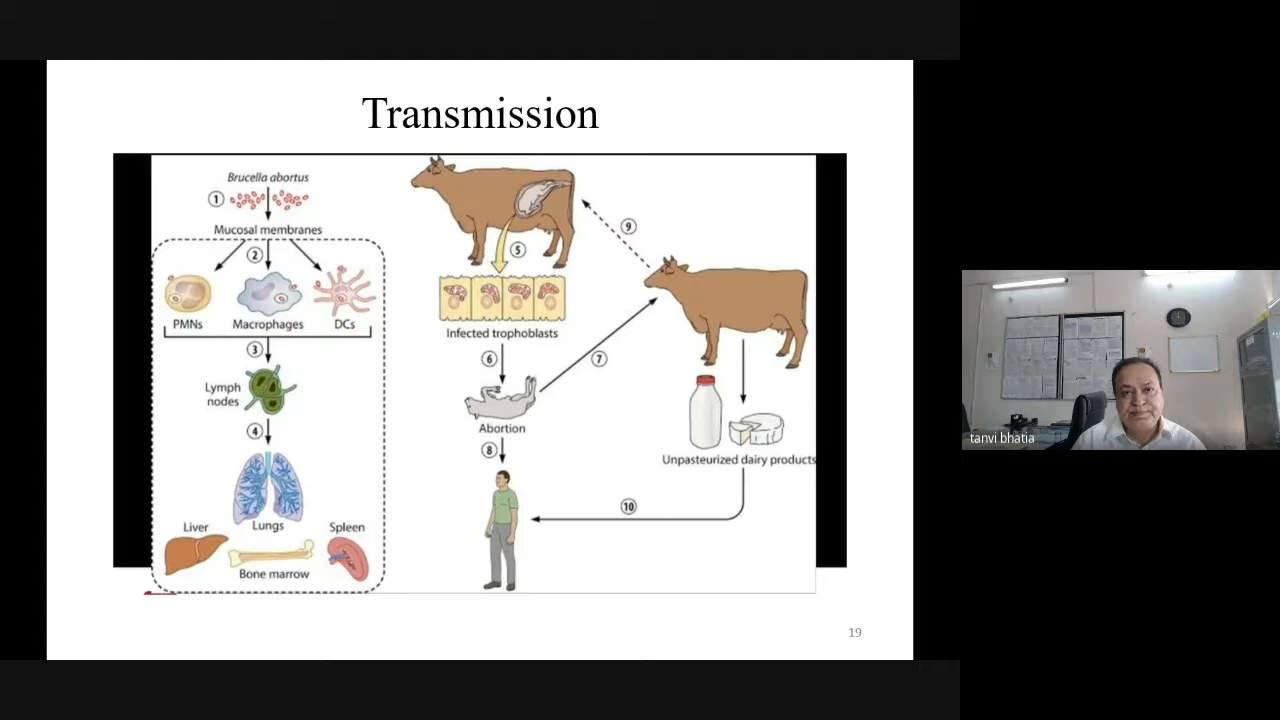 Transmission
Brucella abortus
1
Mucosal membranes
2
PMNs
Macrophages
DCs
3
Lymph
nodes
4
Liver
Lungs
Spleen
Bone marrow
5
Infected trophoblasts
6
7
Abortion
8
9
Unpasteurized dairy products
10
19
tanvi bhatia